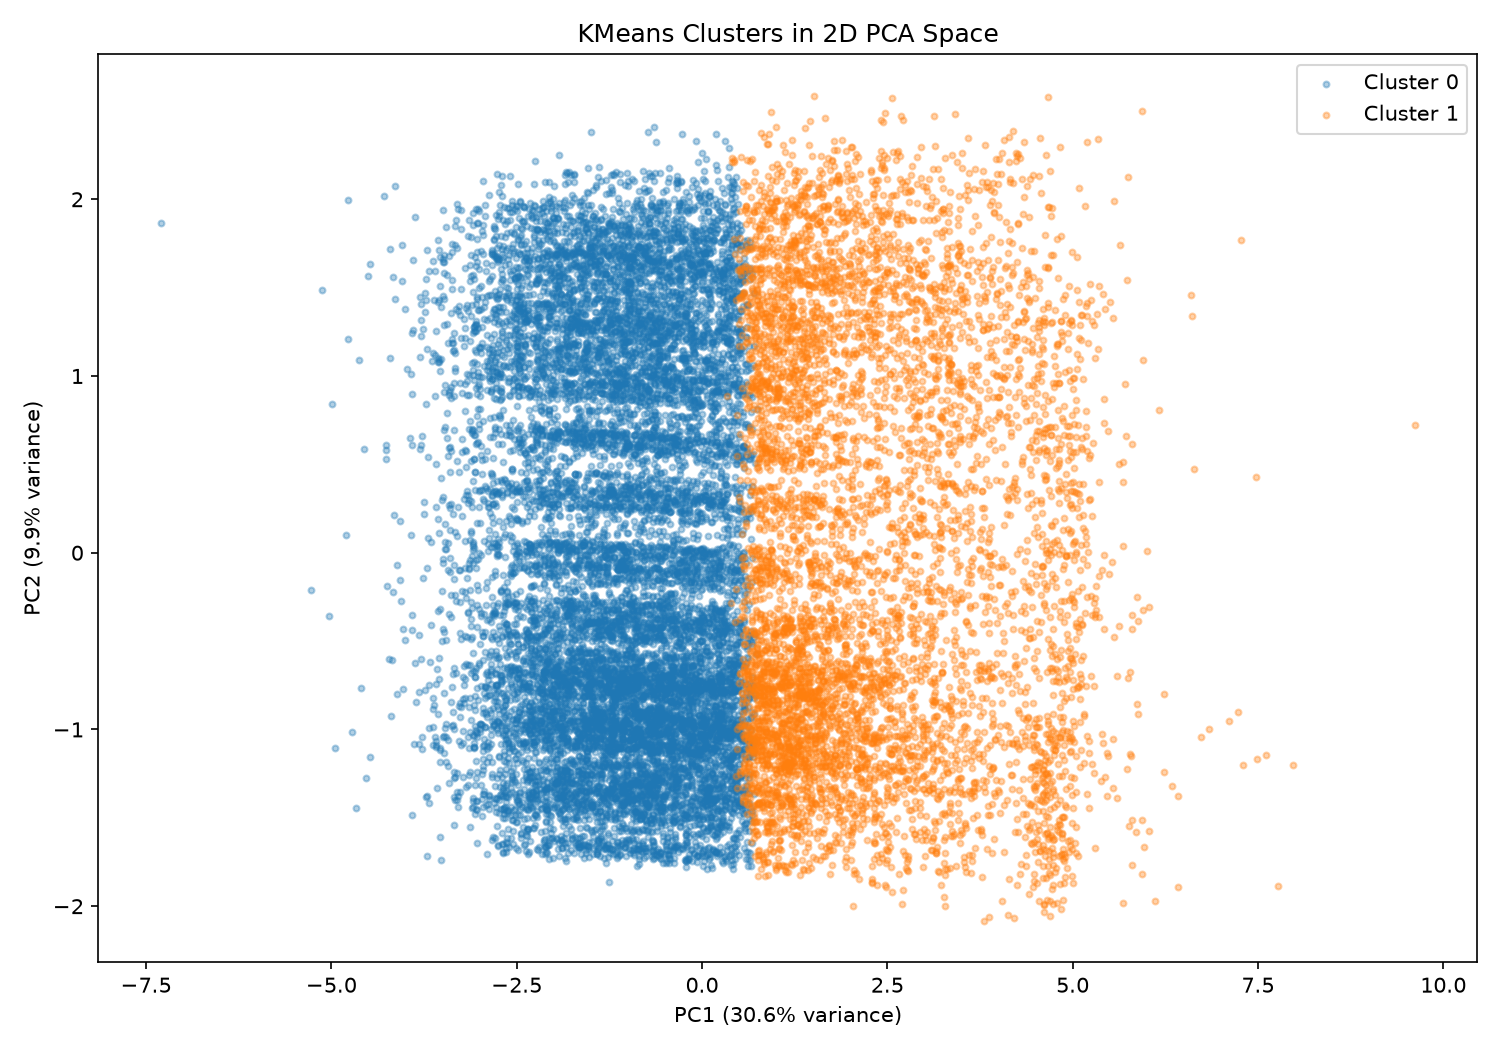 KMeans Clusters in 2D PCA Space
Cluster 0
Cluster 1
PC2 (9.9% variance)
2
1
0
−1
−2
−7.5 −5.0 −2.5 0.0 2.5 5.0 7.5 10.0
PC1 (30.6% variance)